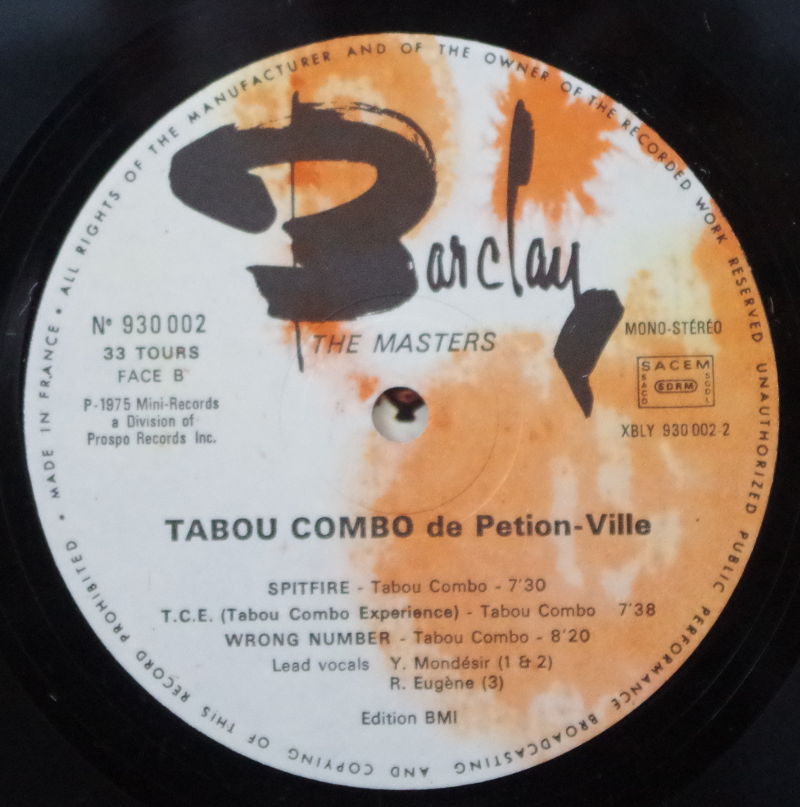 MADE IN FRANCE • ALL RIGHTS OF THE MANUFACTURER AND OF THE OWNER OF THE RECORDED WORK RESERVED UNAUTHORIZED PUBLIC PERFORMANCE BROADCASTING AND COPYING OF THIS RECORD PROHIBITED •
Barclay
THE MASTERS
N° 930 002
33 TOURS
FACE B
P-1975 Mini-Records
a Division of
Prospo Records Inc.
MONO-STÉRÉO
SACEM
SACD
SDRM
SGDL
XBLY 930 002-2
TABOU COMBO de Petion-Ville
SPITFIRE - Tabou Combo - 7'30
T.C.E. (Tabou Combo Experience) - Tabou Combo 7'38
WRONG NUMBER - Tabou Combo - 8'20
Lead vocals Y. Mondésir (1 & 2)
R. Eugène (3)
Edition BMI